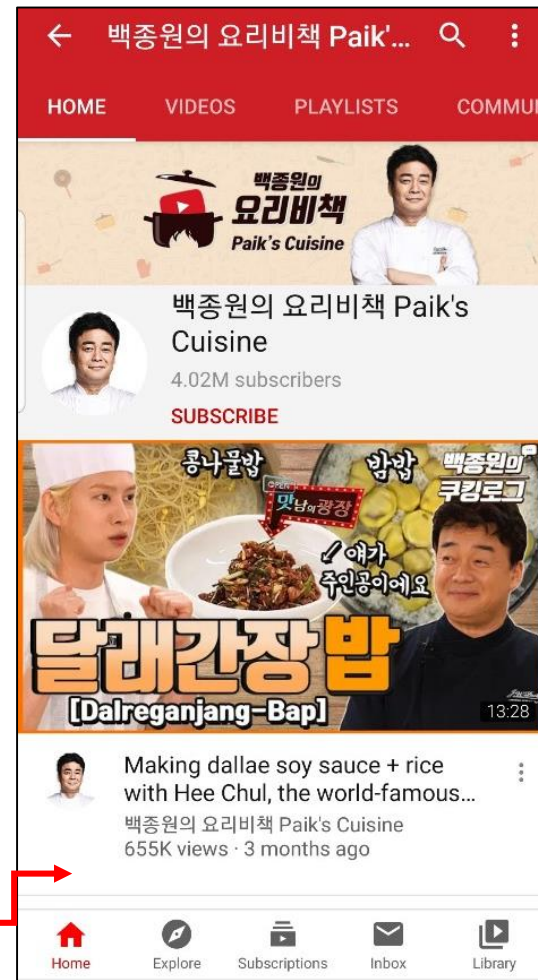 백종원의 요리비책 Paik'...
HOME VIDEOS PLAYLISTS COMMU
백종원의
요리비책
Paik's Cuisine
백종원의 요리비책 Paik's
Cuisine
4.02M subscribers
SUBSCRIBE
콩나물밥 밤밥 백종원의
쿠킹로그
OPEN
맛남의광장
얘가
주인공이에요
달래간장밥
[Dalreganjang-Bap]
13:28
Making dallae soy sauce + rice
with Hee Chul, the world-famous...
백종원의 요리비책 Paik's Cuisine
655K views · 3 months ago
Home Explore Subscriptions Inbox Library